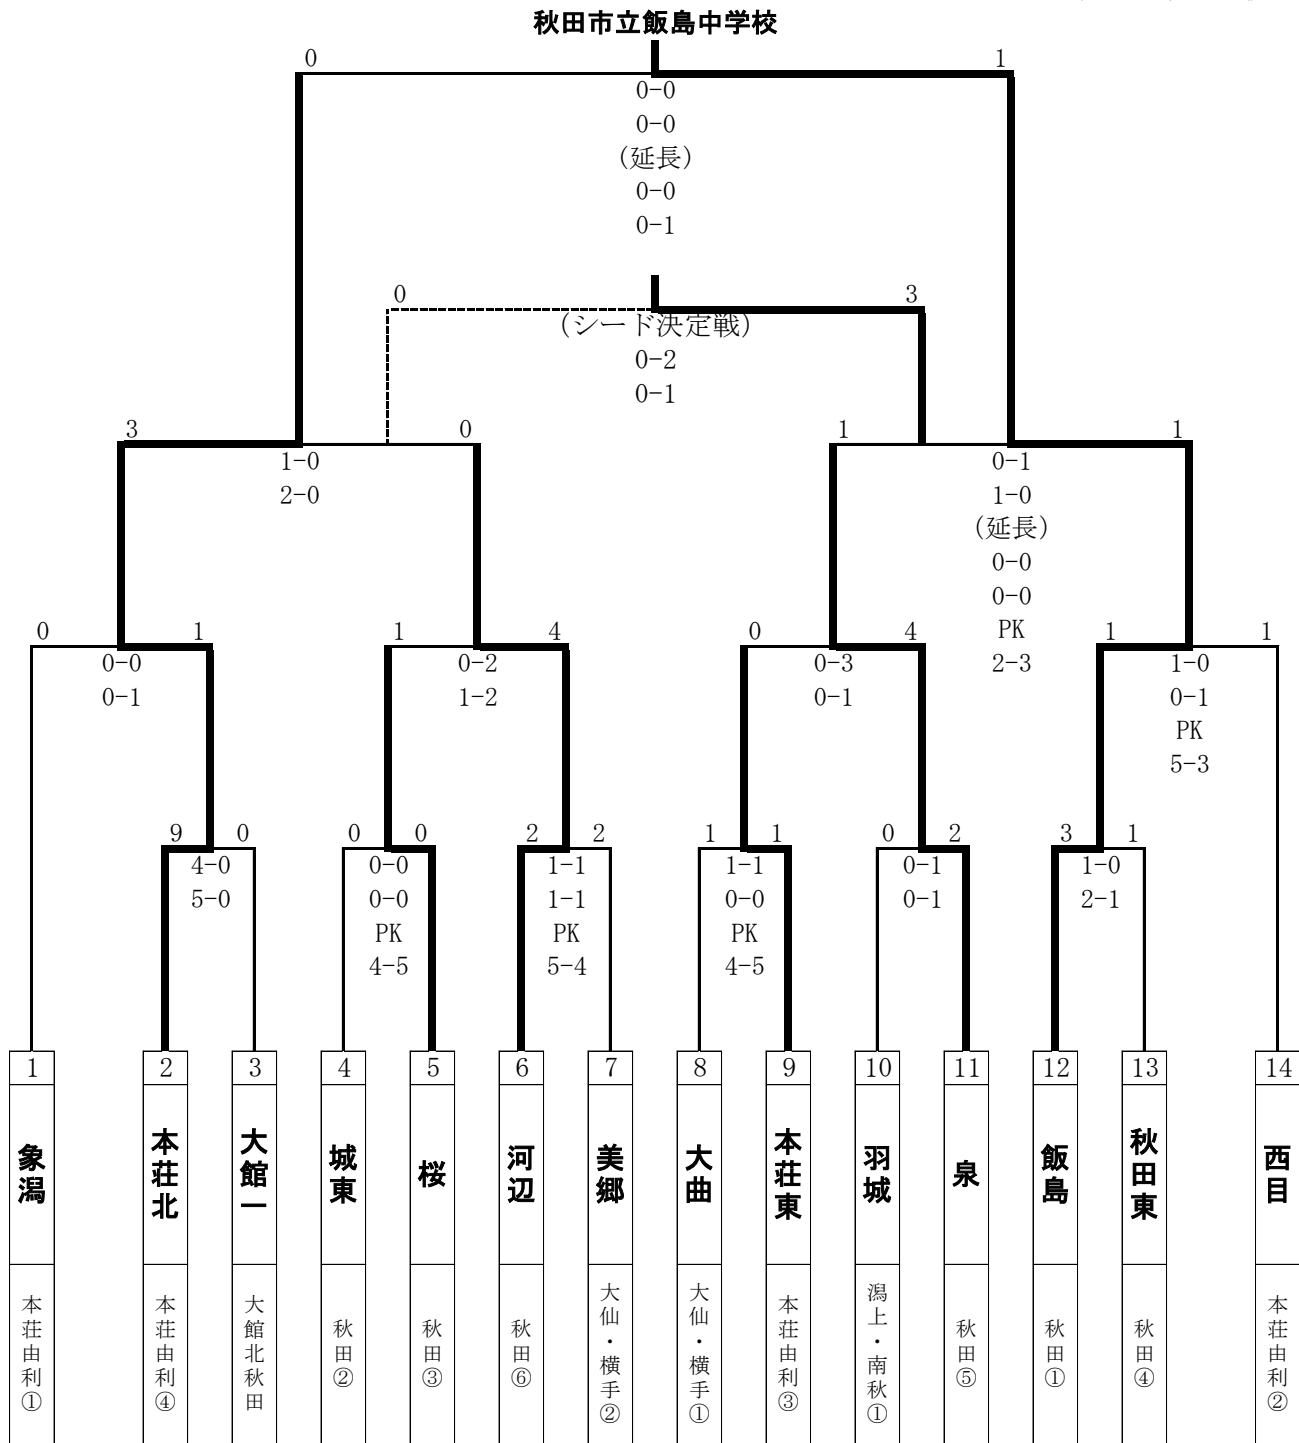 秋田市立飯島中学校
0 1
0-0
0-0
(延長)
0-0
0-1
0 3
(シード決定戦)
0-2
0-1
3 0
1-0
2-0
1 1
0-1
1-0
(延長)
0-0
0-0
PK
2-3
0 1
0-0
0-1
1 4
0-2
1-2
0 4
0-3
0-1
1 1
1-0
0-1
PK
5-3
9 0
4-0
5-0
0 0
0-0
0-0
PK
4-5
2 2
1-1
1-1
PK
5-4
1 1
1-1
0-0
PK
4-5
0 2
0-1
0-1
3 1
1-0
2-1
1 2 3 4 5 6 7 8 9 10 11 12 13 14
象潟
本荘北
大館一
城東
桜
河辺
美郷
大曲
本荘東
羽城
泉
飯島
秋田東
西目
本荘由利①
本荘由利④
大館北秋田
秋田②
秋田③
秋田⑥
大仙・横手②
大仙・横手①
本荘由利③
潟上・南秋①
秋田⑤
秋田①
秋田④
本荘由利②